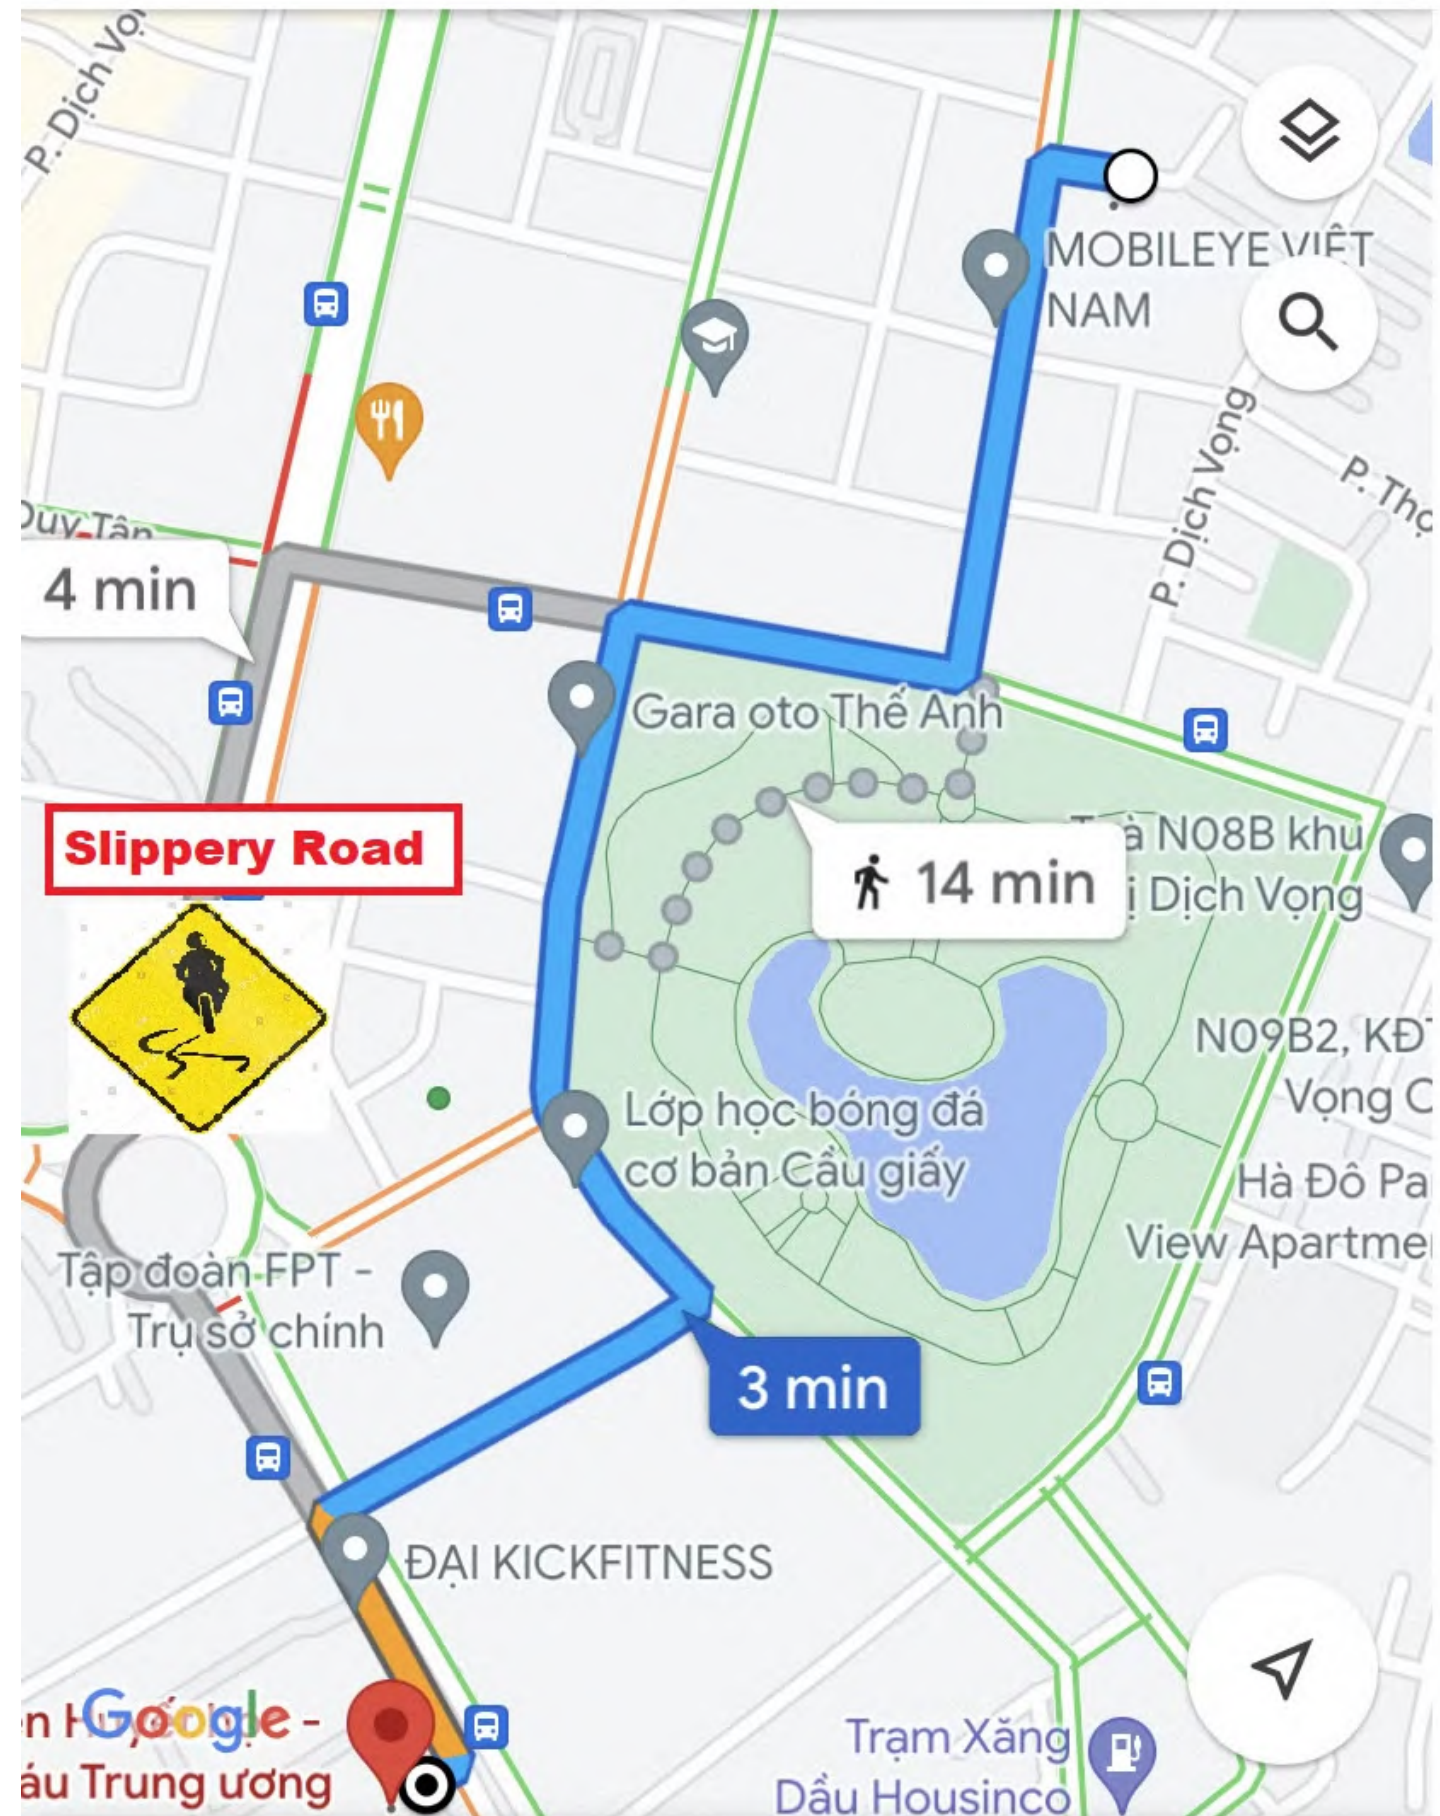 P. Dịch Vọ
MOBILEYE VIỆT
NAM
P. Dịch Vọng
P. Thọ
Duy Tân
4 min
Gara oto Thế Anh
Slippery Road
à N08B khu
ị Dịch Vọng
14 min
N09B2, KĐT
Vọng C
Lớp học bóng đá
cơ bản Cầu giấy
Hà Đô Pa
View Apartme
Tập đoàn FPT -
Trụ sở chính
3 min
ĐẠI KICKFITNESS
Google
áu Trung ương
Trạm Xăng
Dầu Housinco